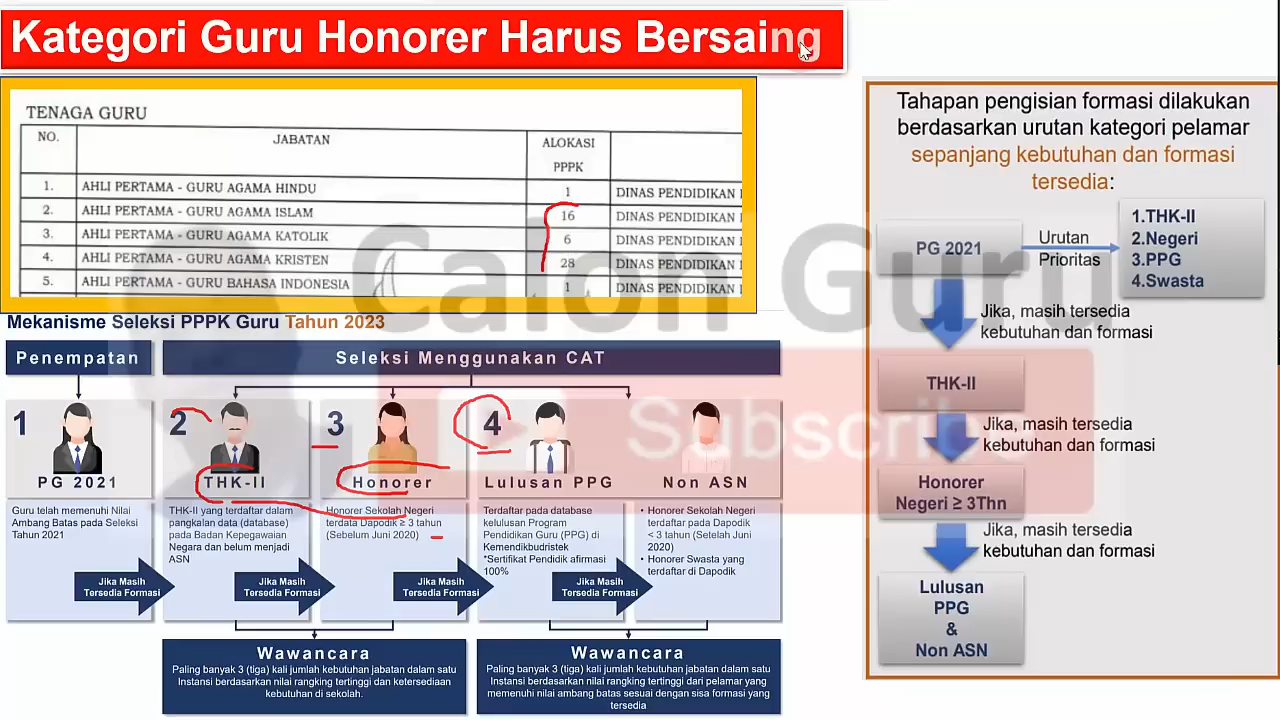 Kategori Guru Honorer Harus Bersaing
TENAGA GURU
NO.
JABATAN
ALOKASI
PPPK
1. AHLI PERTAMA - GURU AGAMA HINDU 1 DINAS PENDIDIKAN
2. AHLI PERTAMA - GURU AGAMA ISLAM 16 DINAS PENDIDIKAN
3. AHLI PERTAMA - GURU AGAMA KATOLIK 6 DINAS PENDIDIKAN
4. AHLI PERTAMA - GURU AGAMA KRISTEN 28 DINAS PENDIDIKAN
5. AHLI PERTAMA - GURU BAHASA INDONESIA 1 DINAS PENDIDIKAN
Calon Guru
Subscribe
Mekanisme Seleksi PPPK Guru Tahun 2023
Penempatan
Seleksi Menggunakan CAT
1
PG 2021
Guru telah memenuhi Nilai
Ambang Batas pada Seleksi
Tahun 2021
Jika Masih
Tersedia Formasi
2
THK-II
THK-II yang terdaftar dalam
pangkalan data (database)
pada Badan Kepegawaian
Negara dan belum menjadi
ASN
Jika Masih
Tersedia Formasi
3
Honorer
Honorer Sekolah Negeri
terdata Dapodik ≥ 3 tahun
(Sebelum Juni 2020)
Jika Masih
Tersedia Formasi
4
Lulusan PPG
Terdaftar pada database
kelulusan Program
Pendidikan Guru (PPG) di
Kemendikbudristek
*Sertifikat Pendidik afirmasi
100%
Jika Masih
Tersedia Formasi
Non ASN
• Honorer Sekolah Negeri
terdaftar pada Dapodik
< 3 tahun (Setelah Juni
2020)
• Honorer Swasta yang
terdaftar di Dapodik
Wawancara
Paling banyak 3 (tiga) kali jumlah kebutuhan jabatan dalam satu
Instansi berdasarkan nilai rangking tertinggi dan ketersediaan
kebutuhan di sekolah.
Wawancara
Paling banyak 3 (tiga) kali jumlah kebutuhan jabatan dalam satu
Instansi berdasarkan nilai rangking tertinggi dari pelamar yang
memenuhi nilai ambang batas sesuai dengan sisa formasi yang
tersedia
Tahapan pengisian formasi dilakukan
berdasarkan urutan kategori pelamar
sepanjang kebutuhan dan formasi
tersedia:
PG 2021
Urutan
Prioritas
1.THK-II
2.Negeri
3.PPG
4.Swasta
Jika, masih tersedia
kebutuhan dan formasi
THK-II
Jika, masih tersedia
kebutuhan dan formasi
Honorer
Negeri ≥ 3Thn
Jika, masih tersedia
kebutuhan dan formasi
Lulusan
PPG
&
Non ASN